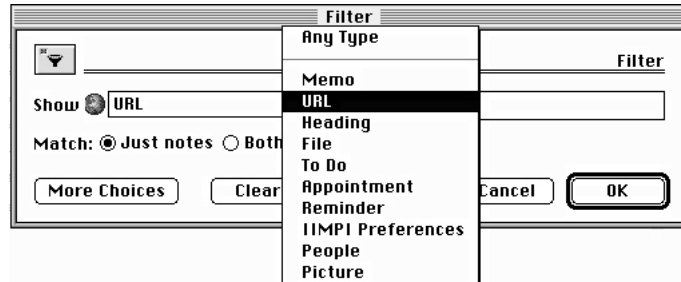 Filter
Any Type
Filter
Memo
Show URL
URL
Heading
Match: Just notes Both
File
To Do
More Choices Clear Cancel OK
Appointment
Reminder
IIMPI Preferences
People
Picture